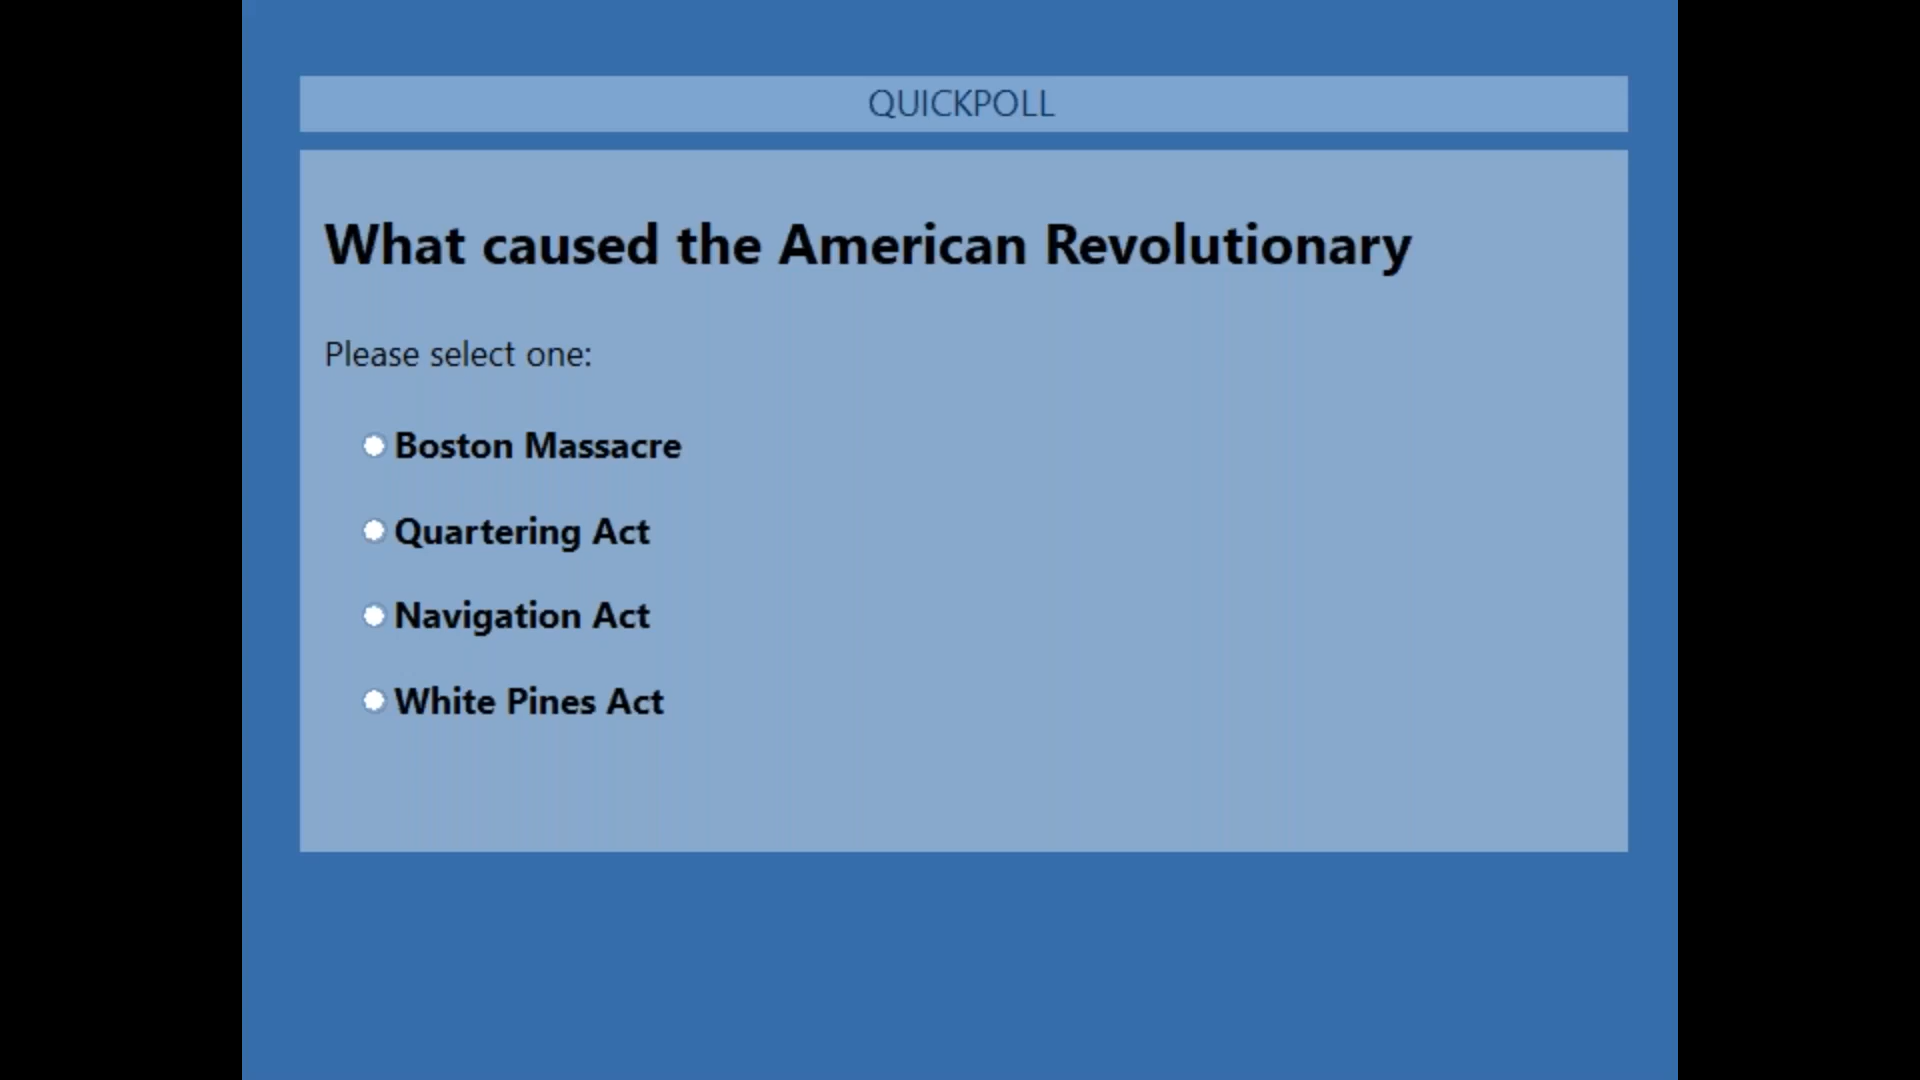 QUICKPOLL
What caused the American Revolutionary
Please select one:
Boston Massacre
Quartering Act
Navigation Act
White Pines Act